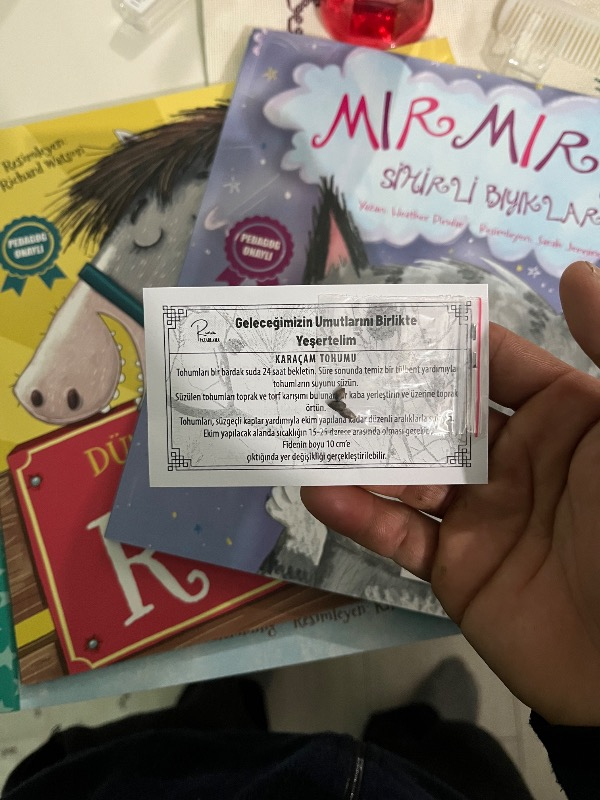 MIRMIR
SİHİRLİ BIYIKLAR
Yazan: Heather Pindar Resimleyen: Sarah
Resimleyen
Richard Watson
PEDAGOG
ONAYLI
PEDAGOG
ONAYLI
PAZARLAMA
Geleceğimizin Umutlarını Birlikte
Yeşertelim
KARAÇAM TOHUMU
Tohumları bir bardak suda 24 saat bekletin. Süre sonunda temiz bir tülbent yardımıyla
tohumların suyunu süzün.
Süzülen tohumları toprak ve torf karışımı kaba yerleştirin ve üzerine toprak
örtün.
Tohumları, süzgeçli kaplar yardımıyla ekim yapılana kadar düzenli aralıklarla
Ekim yapılacak alanda sıcaklığın 15-25 derece arasında olması
Fidenin boyu 10 cm'e
çıktığında yer değişikliği gerçekleştirilebilir.
DÜ
K
Resimleyen: